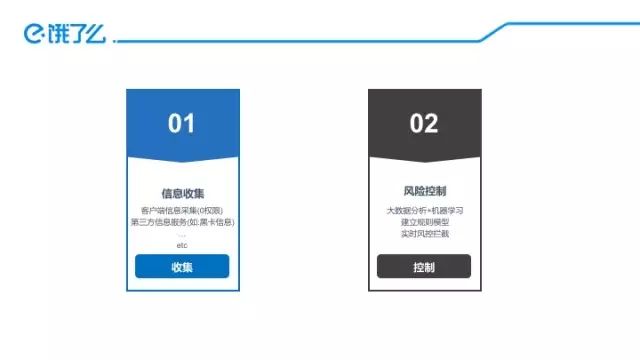 饿了么
01
信息收集
客户端信息采集(0权限)
第三方信息服务(如:黑卡信息)
...
etc
收集
02
风险控制
大数据分析+机器学习
建立规则模型
实时风控拦截
控制